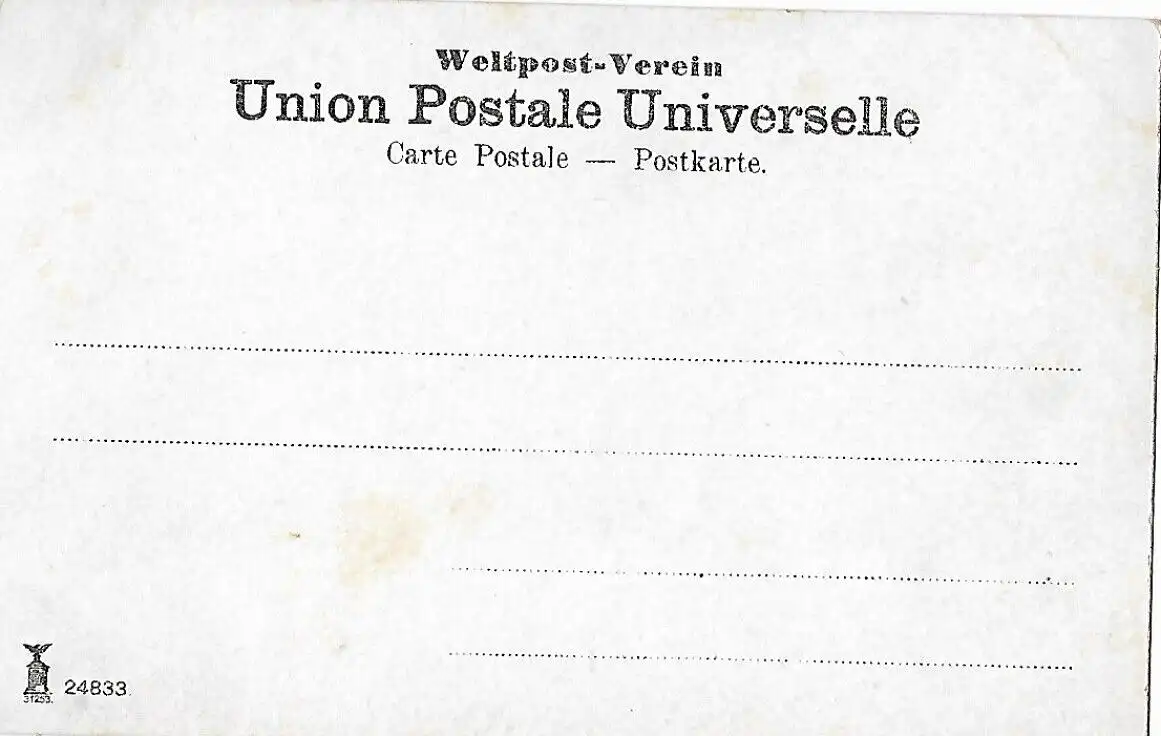 Weltpost-Verein
Union Postale Universelle
Carte Postale — Postkarte.
24833.
31253.